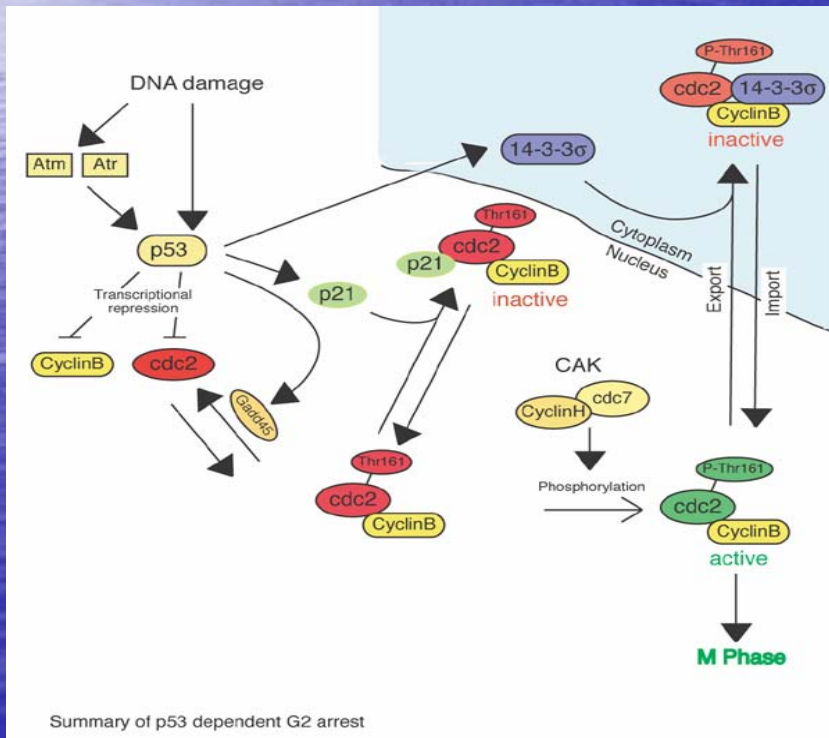 DNA damage
Atm
Atr
p53
Transcriptional
repression
CyclinB
cdc2
Gadd45
p21
14-3-3σ
Thr161
cdc2
p21
CyclinB
inactive
Thr161
cdc2
CyclinB
Cytoplasm
Nucleus
P-Thr161
cdc2
14-3-3σ
CyclinB
inactive
Export
Import
CAK
CyclinH
cdc7
Phosphorylation
P-Thr161
cdc2
CyclinB
active
M Phase
Summary of p53 dependent G2 arrest